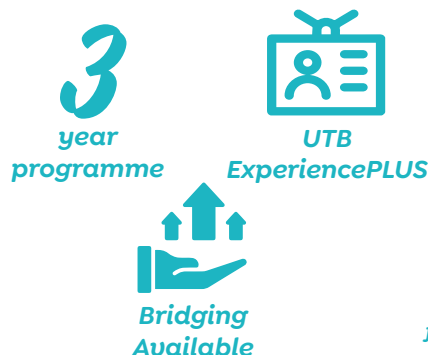 3
year
programme
UTB
ExperiencePLUS
Bridging
Available